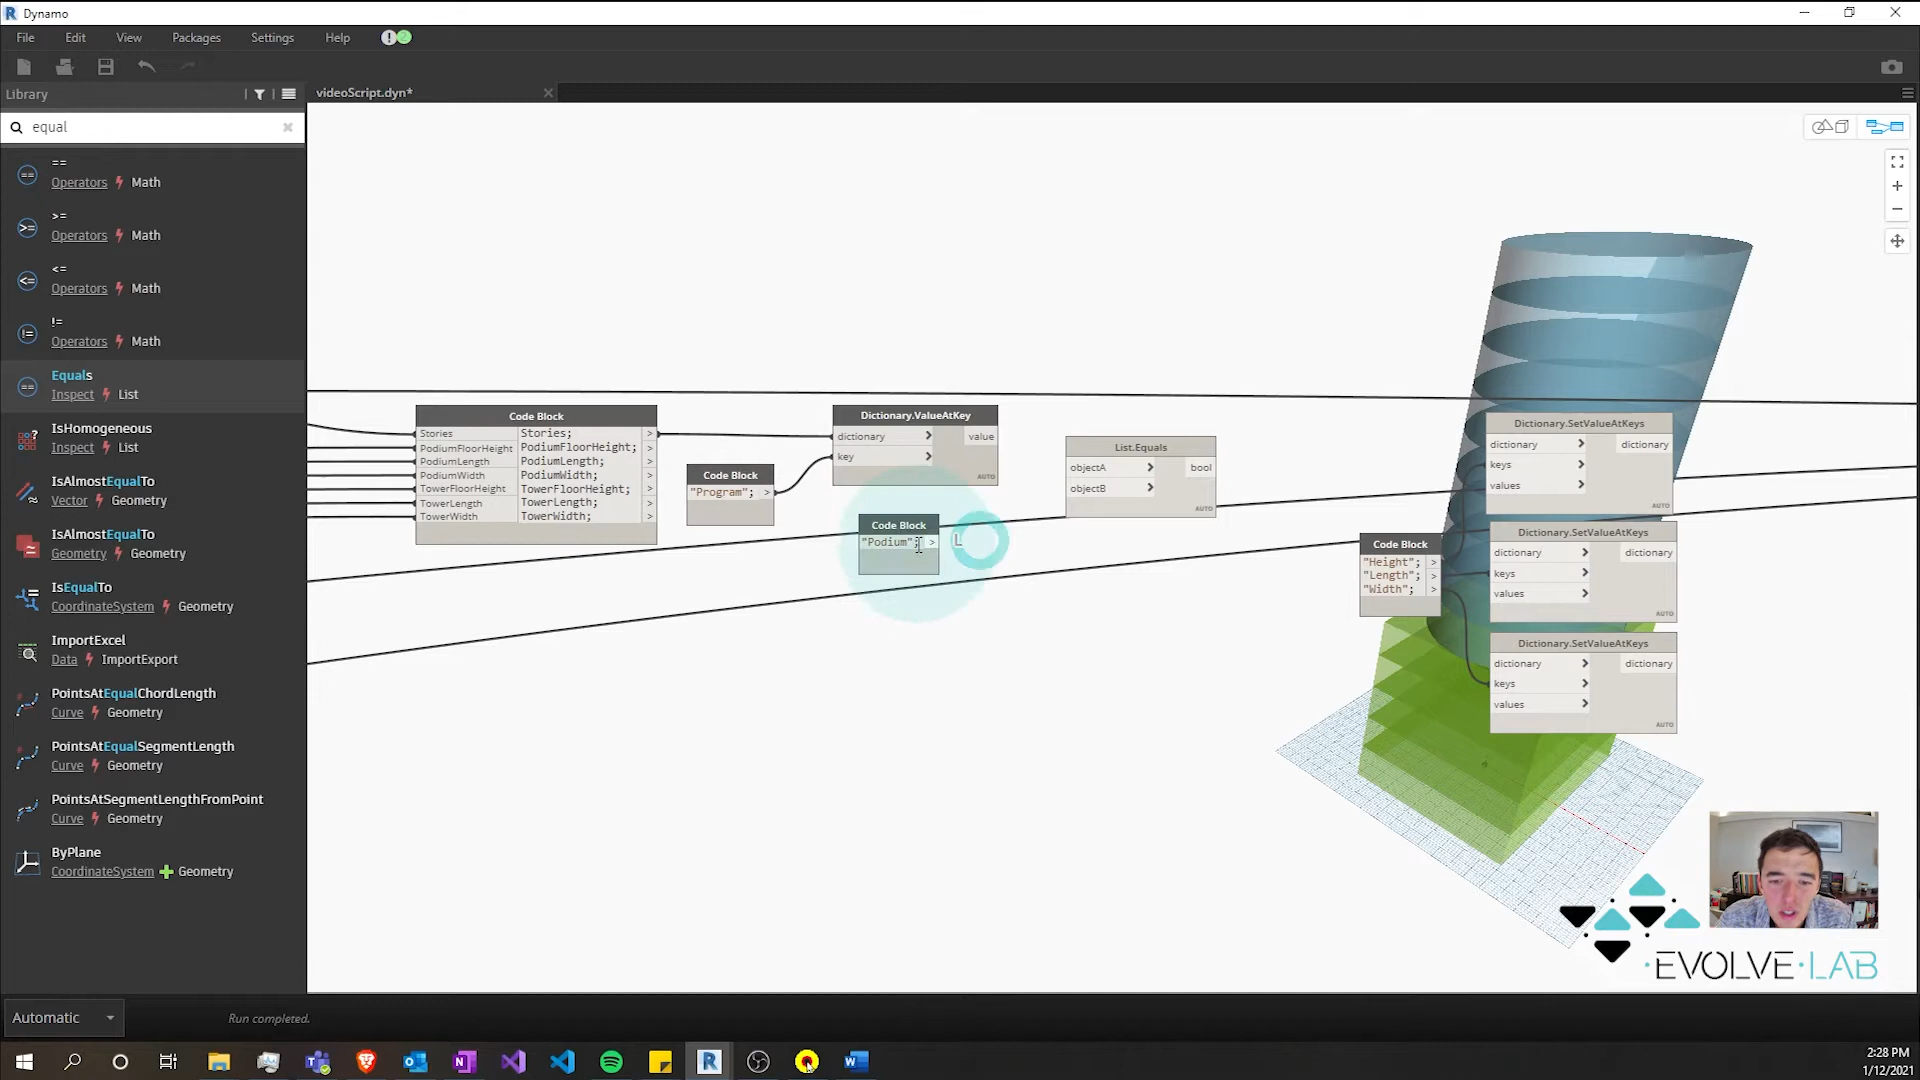 Dynamo
File Edit View Packages Settings Help
Library
videoScript.dyn*
equal
==
Operators Math
>=
Operators Math
<=
Operators Math
!=
Operators Math
Equals
Inspect List
IsHomogeneous
Inspect List
IsAlmostEqualTo
Vector Geometry
IsAlmostEqualTo
Geometry Geometry
IsEqualTo
CoordinateSystem Geometry
ImportExcel
Data ImportExport
PointsAtEqualChordLength
Curve Geometry
PointsAtEqualSegmentLength
Curve Geometry
PointsAtSegmentLengthFromPoint
Curve Geometry
ByPlane
CoordinateSystem Geometry
Code Block
Stories Stories; >
PodiumFloorHeight PodiumFloorHeight; >
PodiumLength PodiumLength; >
PodiumWidth PodiumWidth; >
TowerFloorHeight TowerFloorHeight; >
TowerLength TowerLength; >
TowerWidth TowerWidth; >
Code Block
"Program"; >
Dictionary.ValueAtKey
dictionary > value
key >
AUTO
Code Block
"Podium"; >
L
List.Equals
objectA > bool
objectB >
AUTO
Code Block
"Height"; >
"Length"; >
"Width"; >
Dictionary.SetValueAtKeys
dictionary > dictionary
keys >
values >
AUTO
Dictionary.SetValueAtKeys
dictionary > dictionary
keys >
values >
AUTO
Dictionary.SetValueAtKeys
dictionary > dictionary
keys >
values >
AUTO
EVOLVE·LAB
Automatic
Run completed.
2:28 PM
1/12/2021